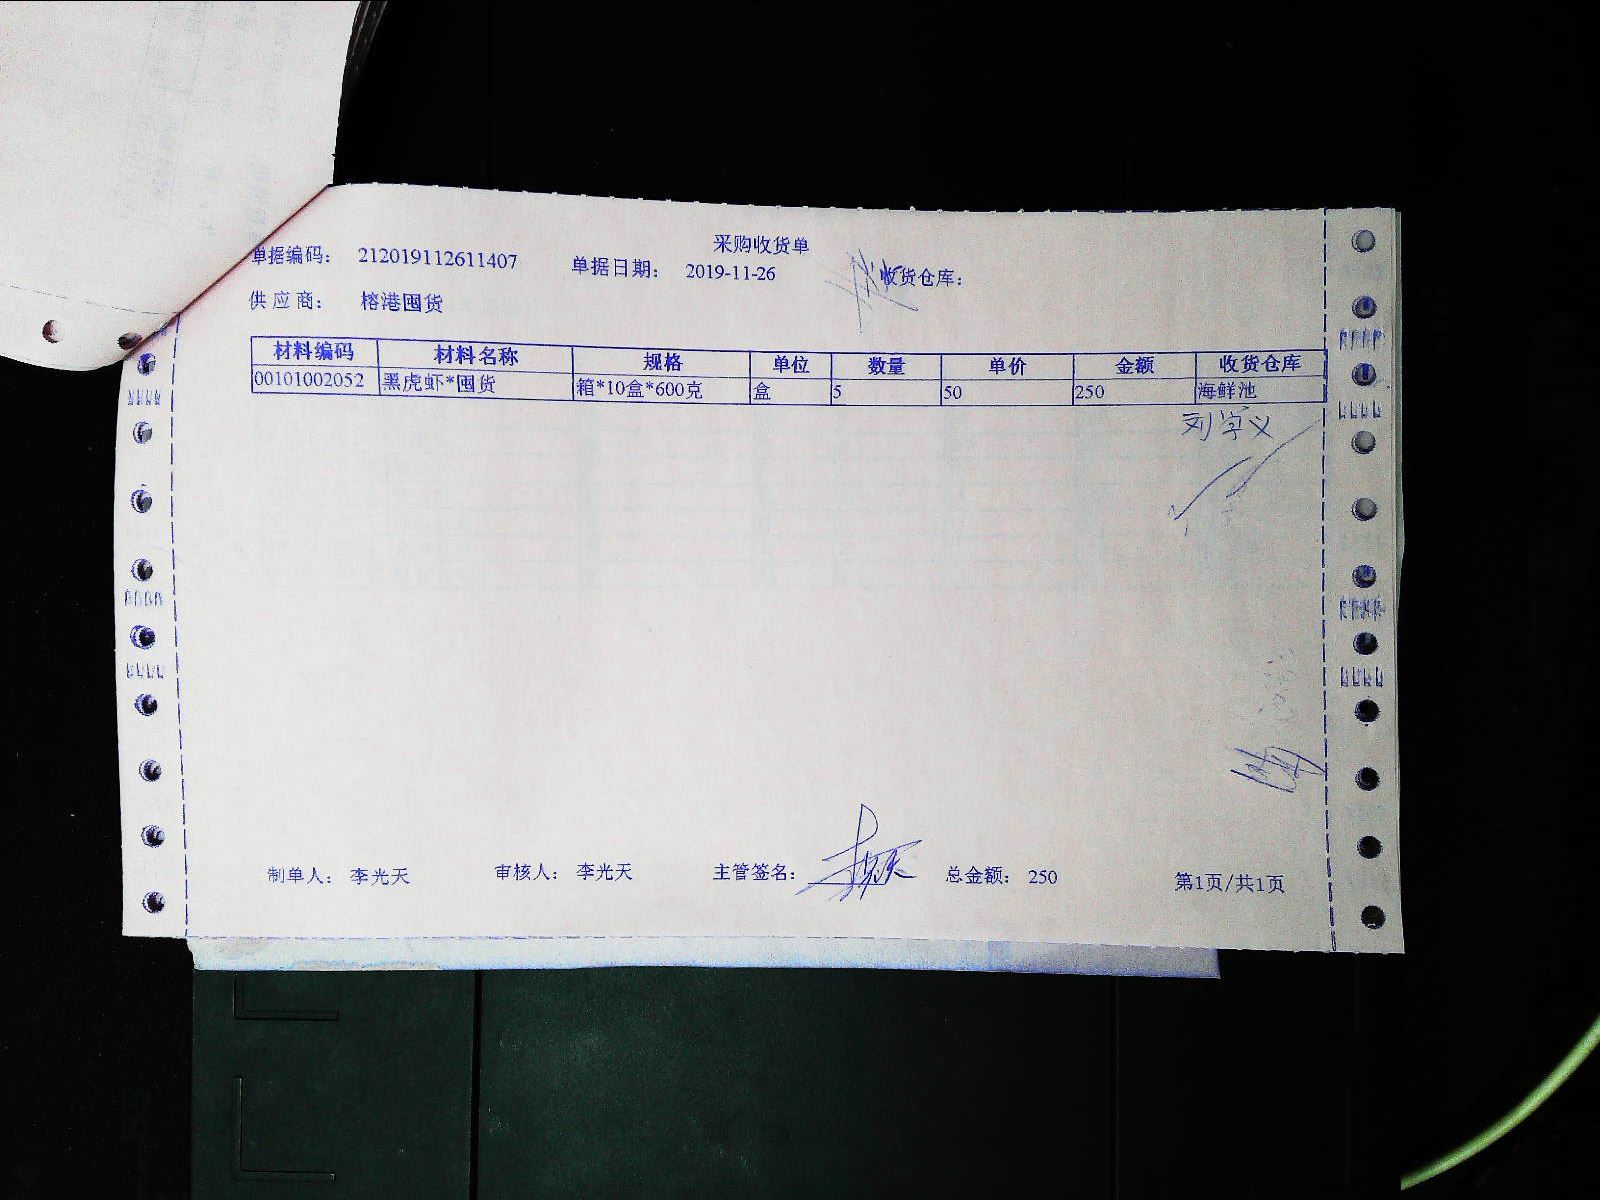 采购收货单
单据编码： 212019112611407 单据日期： 2019-11-26 收货仓库：
供应商： 榕港囤货
材料编码 材料名称 规格 单位 数量 单价 金额 收货仓库
00101002052 黑虎虾*囤货 箱*10盒*600克 盒 5 50 250 海鲜池
刘学义
制单人： 李光天 审核人： 李光天 主管签名： 总金额： 250 第1页/共1页